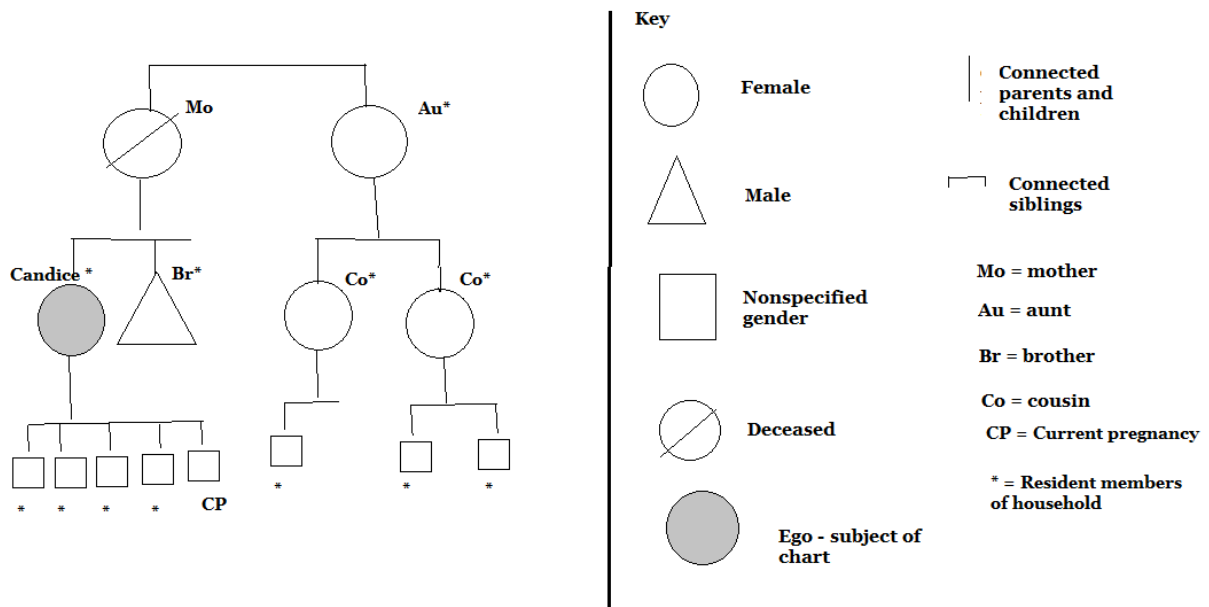 Mo
Au*
Candice *
Br*
Co*
Co*
* * * *
CP
* * *
Key
Female
Male
Nonspecified
gender
Deceased
Ego - subject of
chart
Connected
parents and
children
Connected
siblings
Mo = mother
Au = aunt
Br = brother
Co = cousin
CP = Current pregnancy
* = Resident members
of household